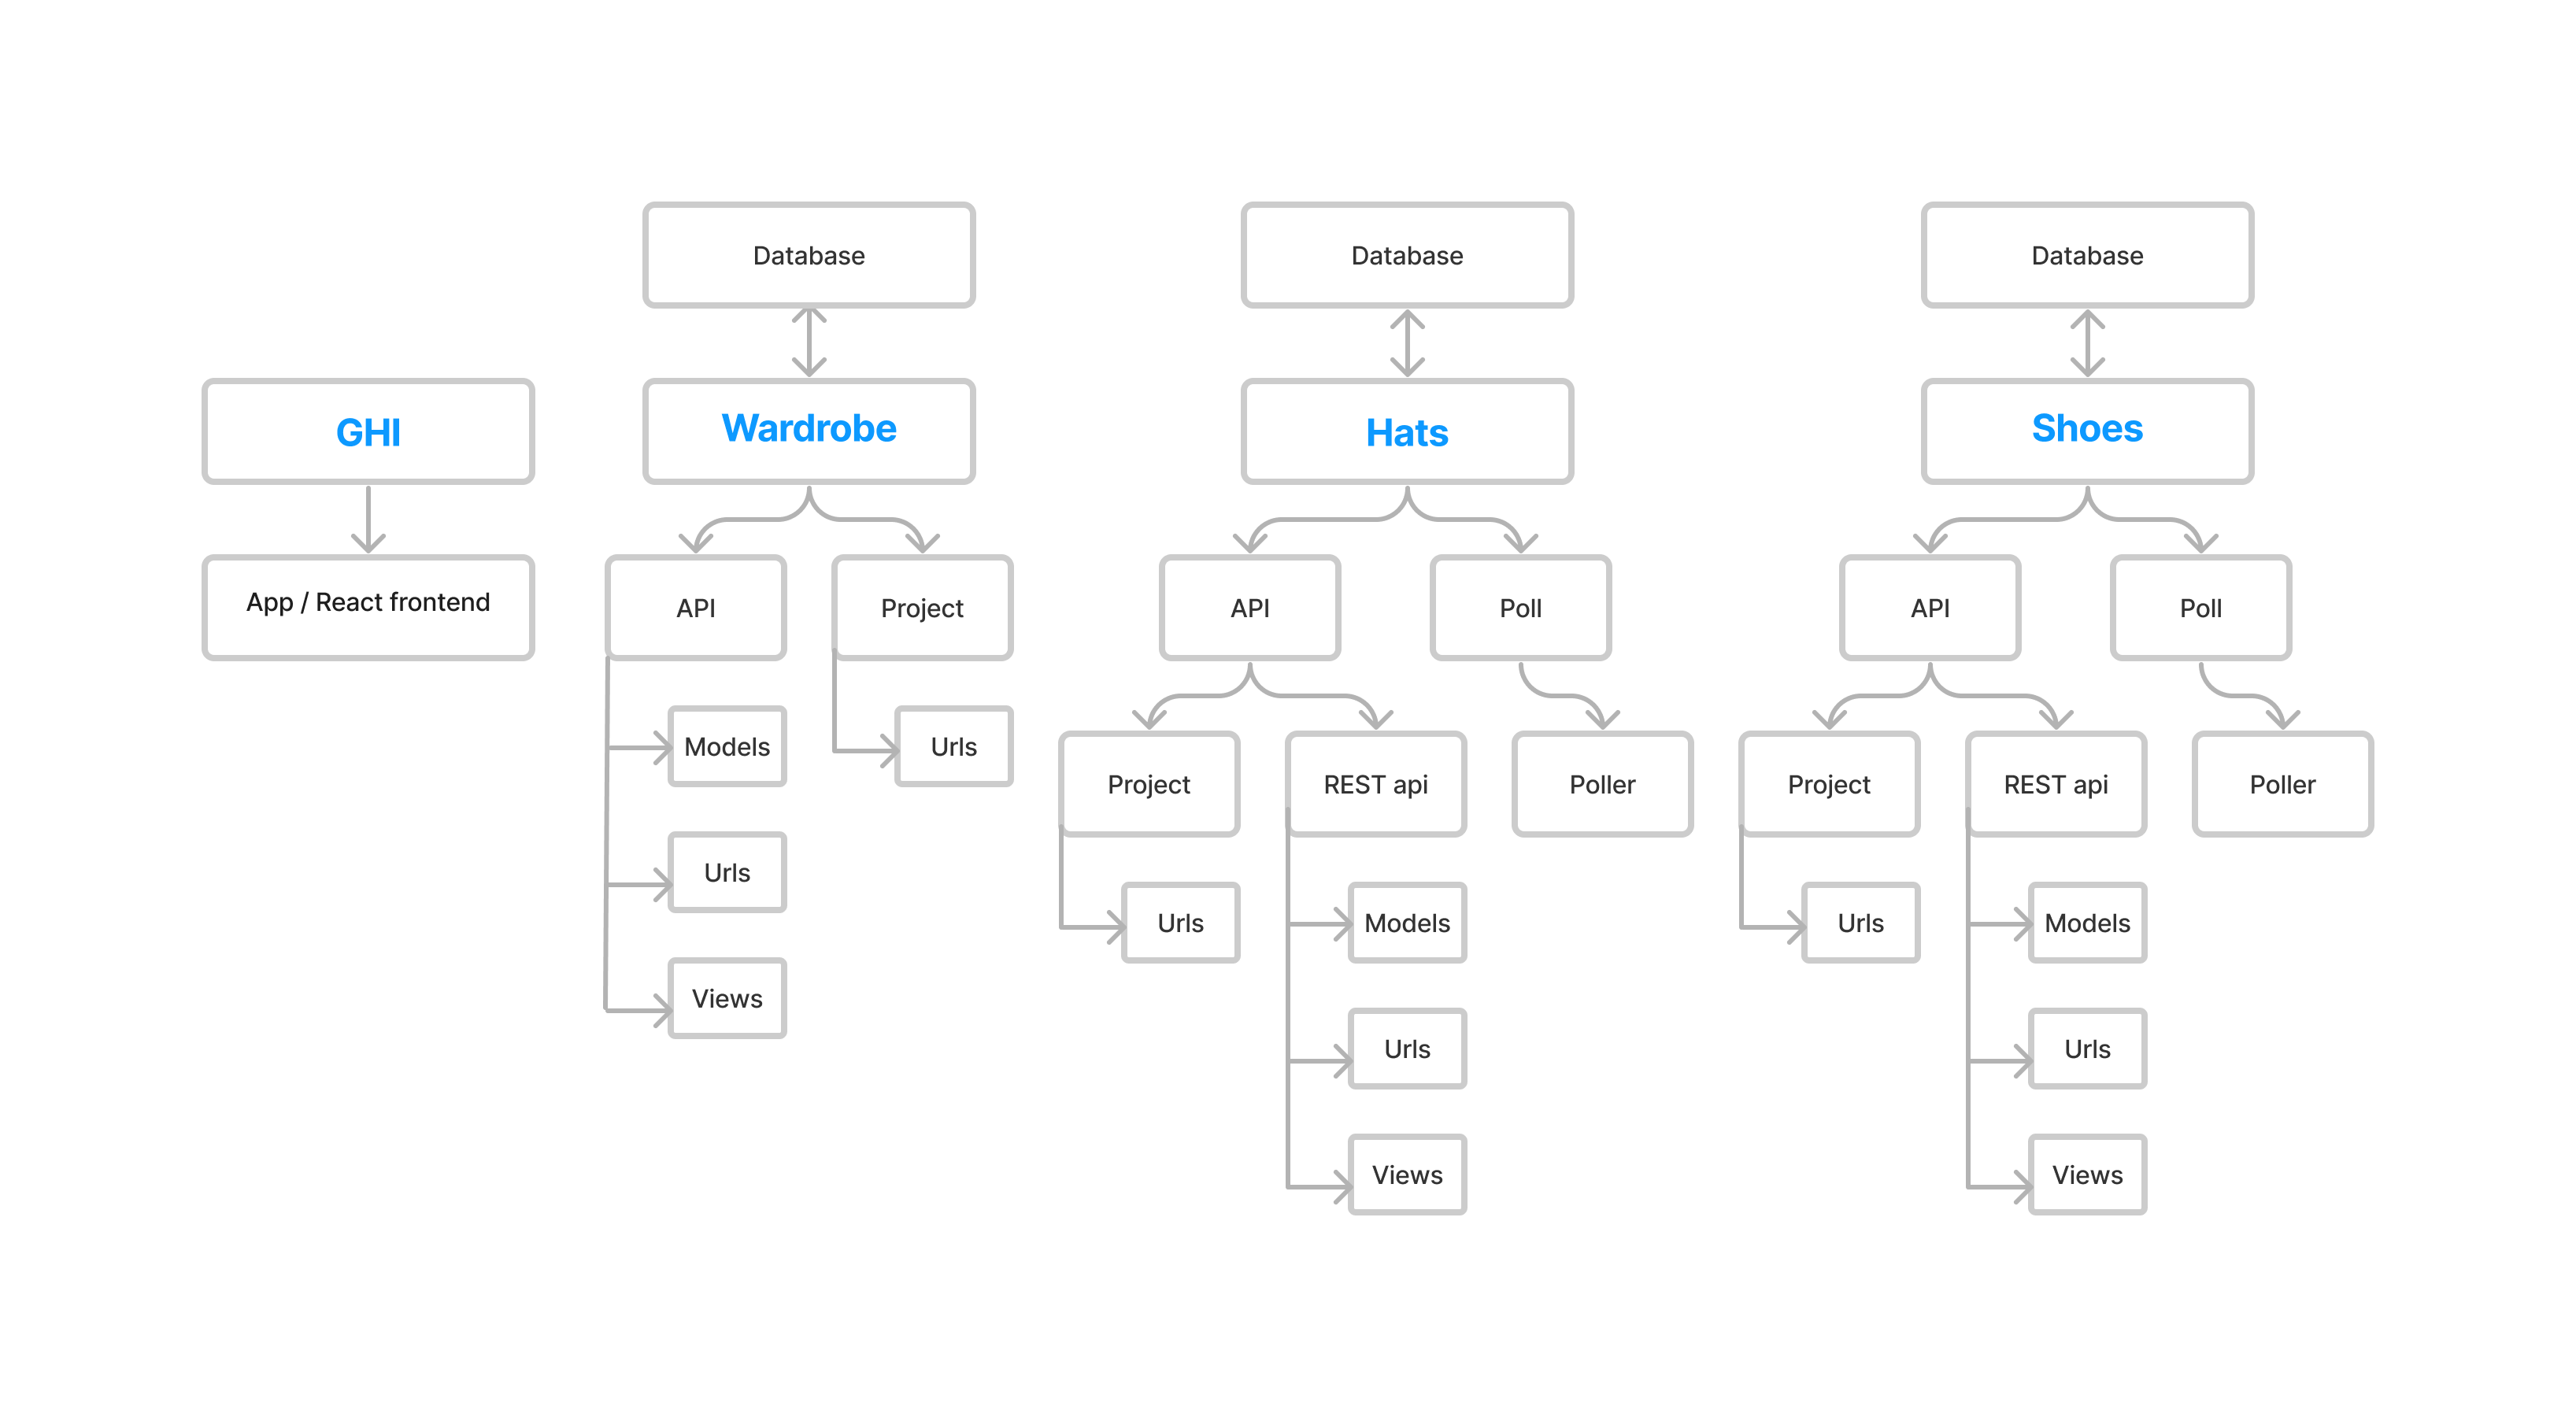 Database
Database
Database
GHI
Wardrobe
Hats
Shoes
App / React frontend
API
Project
API
Poll
API
Poll
Models
Urls
Project
REST api
Poller
Project
REST api
Poller
Urls
Urls
Models
Urls
Models
Views
Urls
Urls
Views
Views